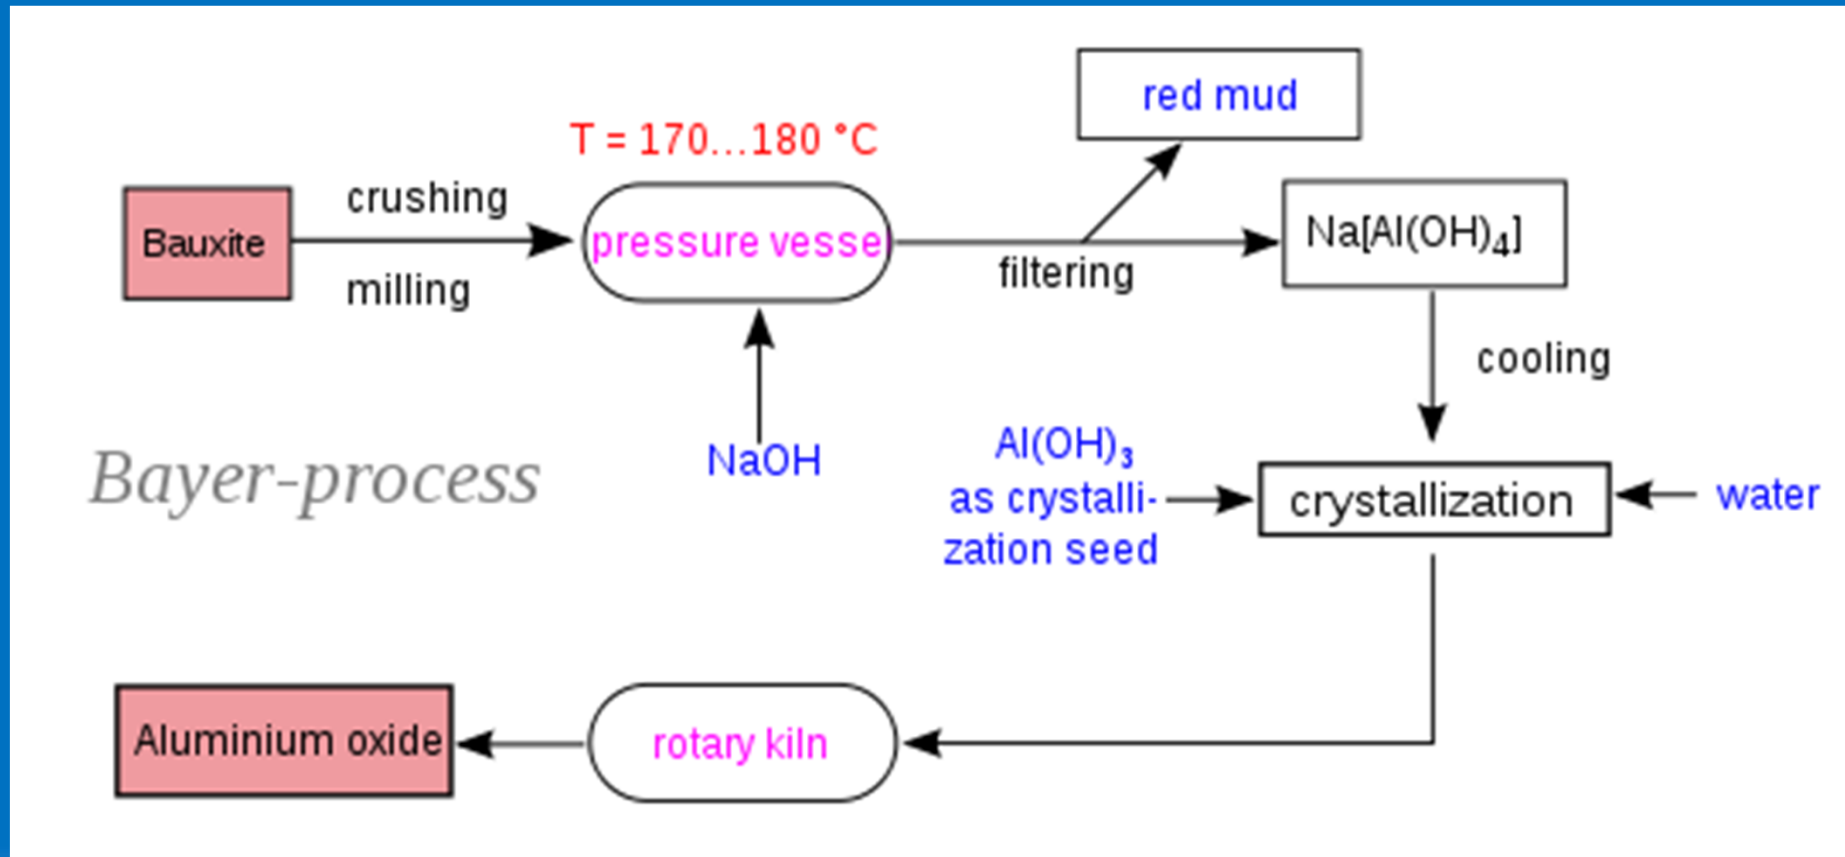 red mud
T = 170...180 °C
crushing
Bauxite
pressure vesse
Na[Al(OH)₄]
milling
filtering
cooling
Al(OH)₃
NaOH
Bayer-process
as crystalli-
zation seed
crystallization
water
Aluminium oxide
rotary kiln